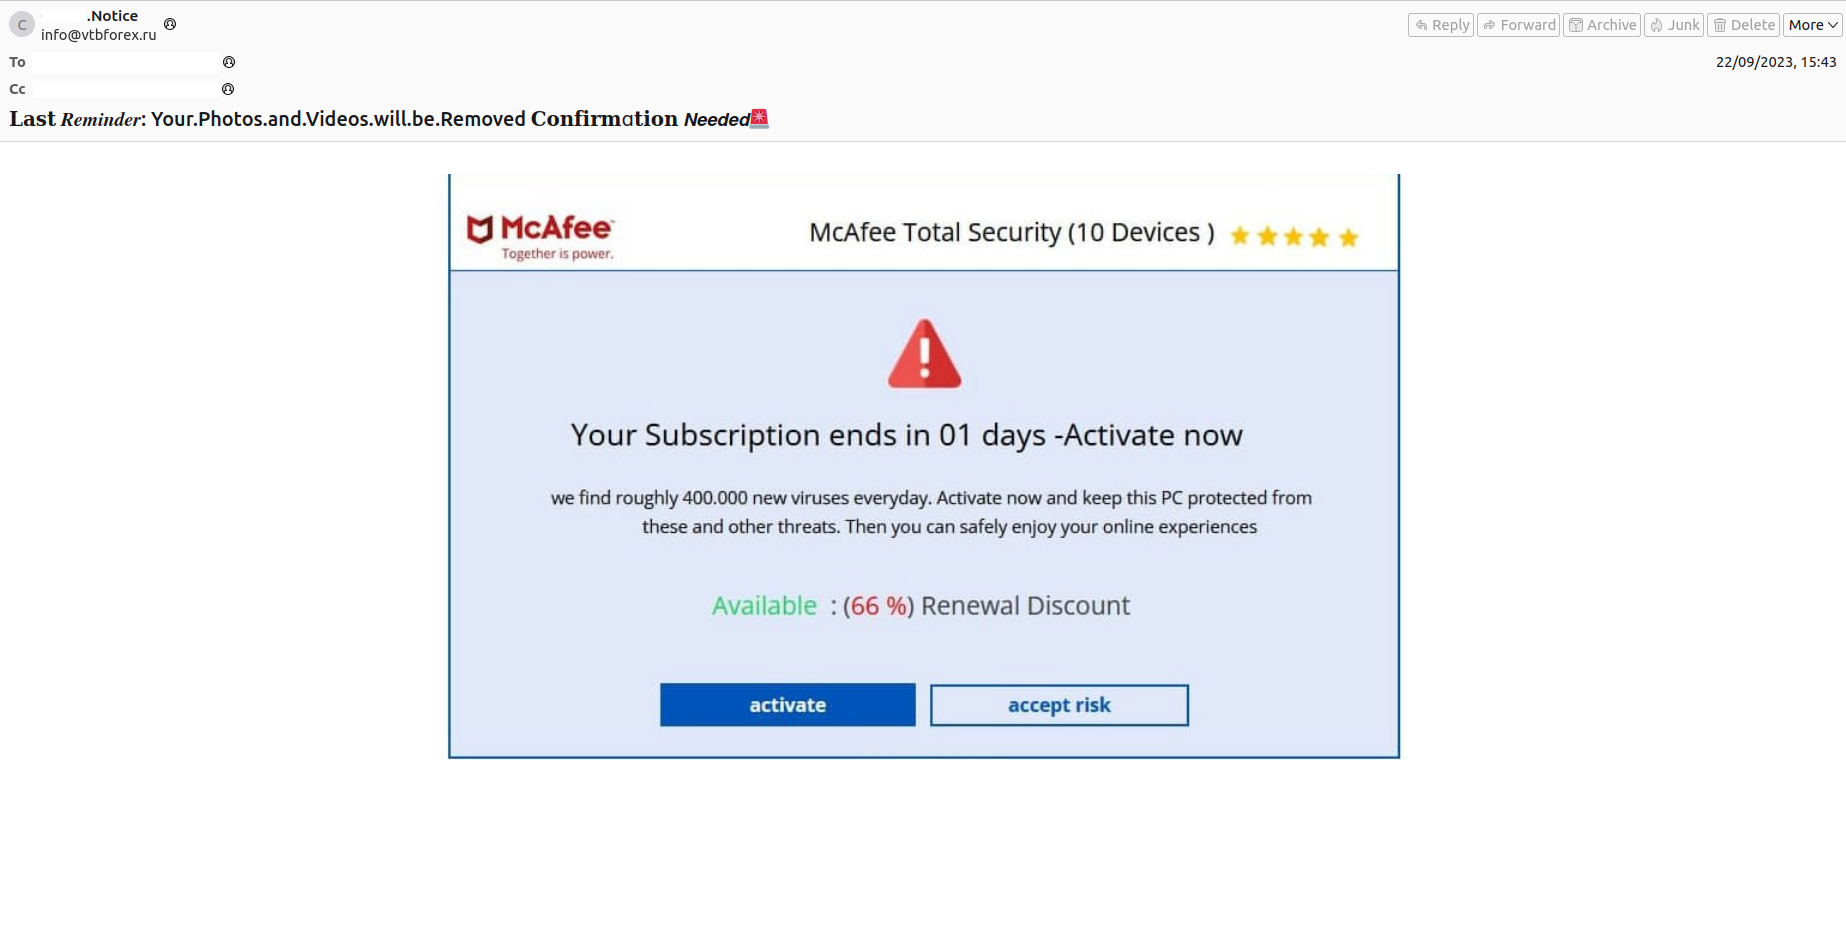 C
.Notice
info@vtbforex.ru
Reply Forward Archive Junk Delete More
To
22/09/2023, 15:43
Cc
Last Reminder: Your.Photos.and.Videos.will.be.Removed Confirmɑtion Needed🚨
McAfee™
Together is power.
McAfee Total Security (10 Devices )
Your Subscription ends in 01 days -Activate now
we find roughly 400.000 new viruses everyday. Activate now and keep this PC protected from
these and other threats. Then you can safely enjoy your online experiences
Available : (66 %) Renewal Discount
activate
accept risk